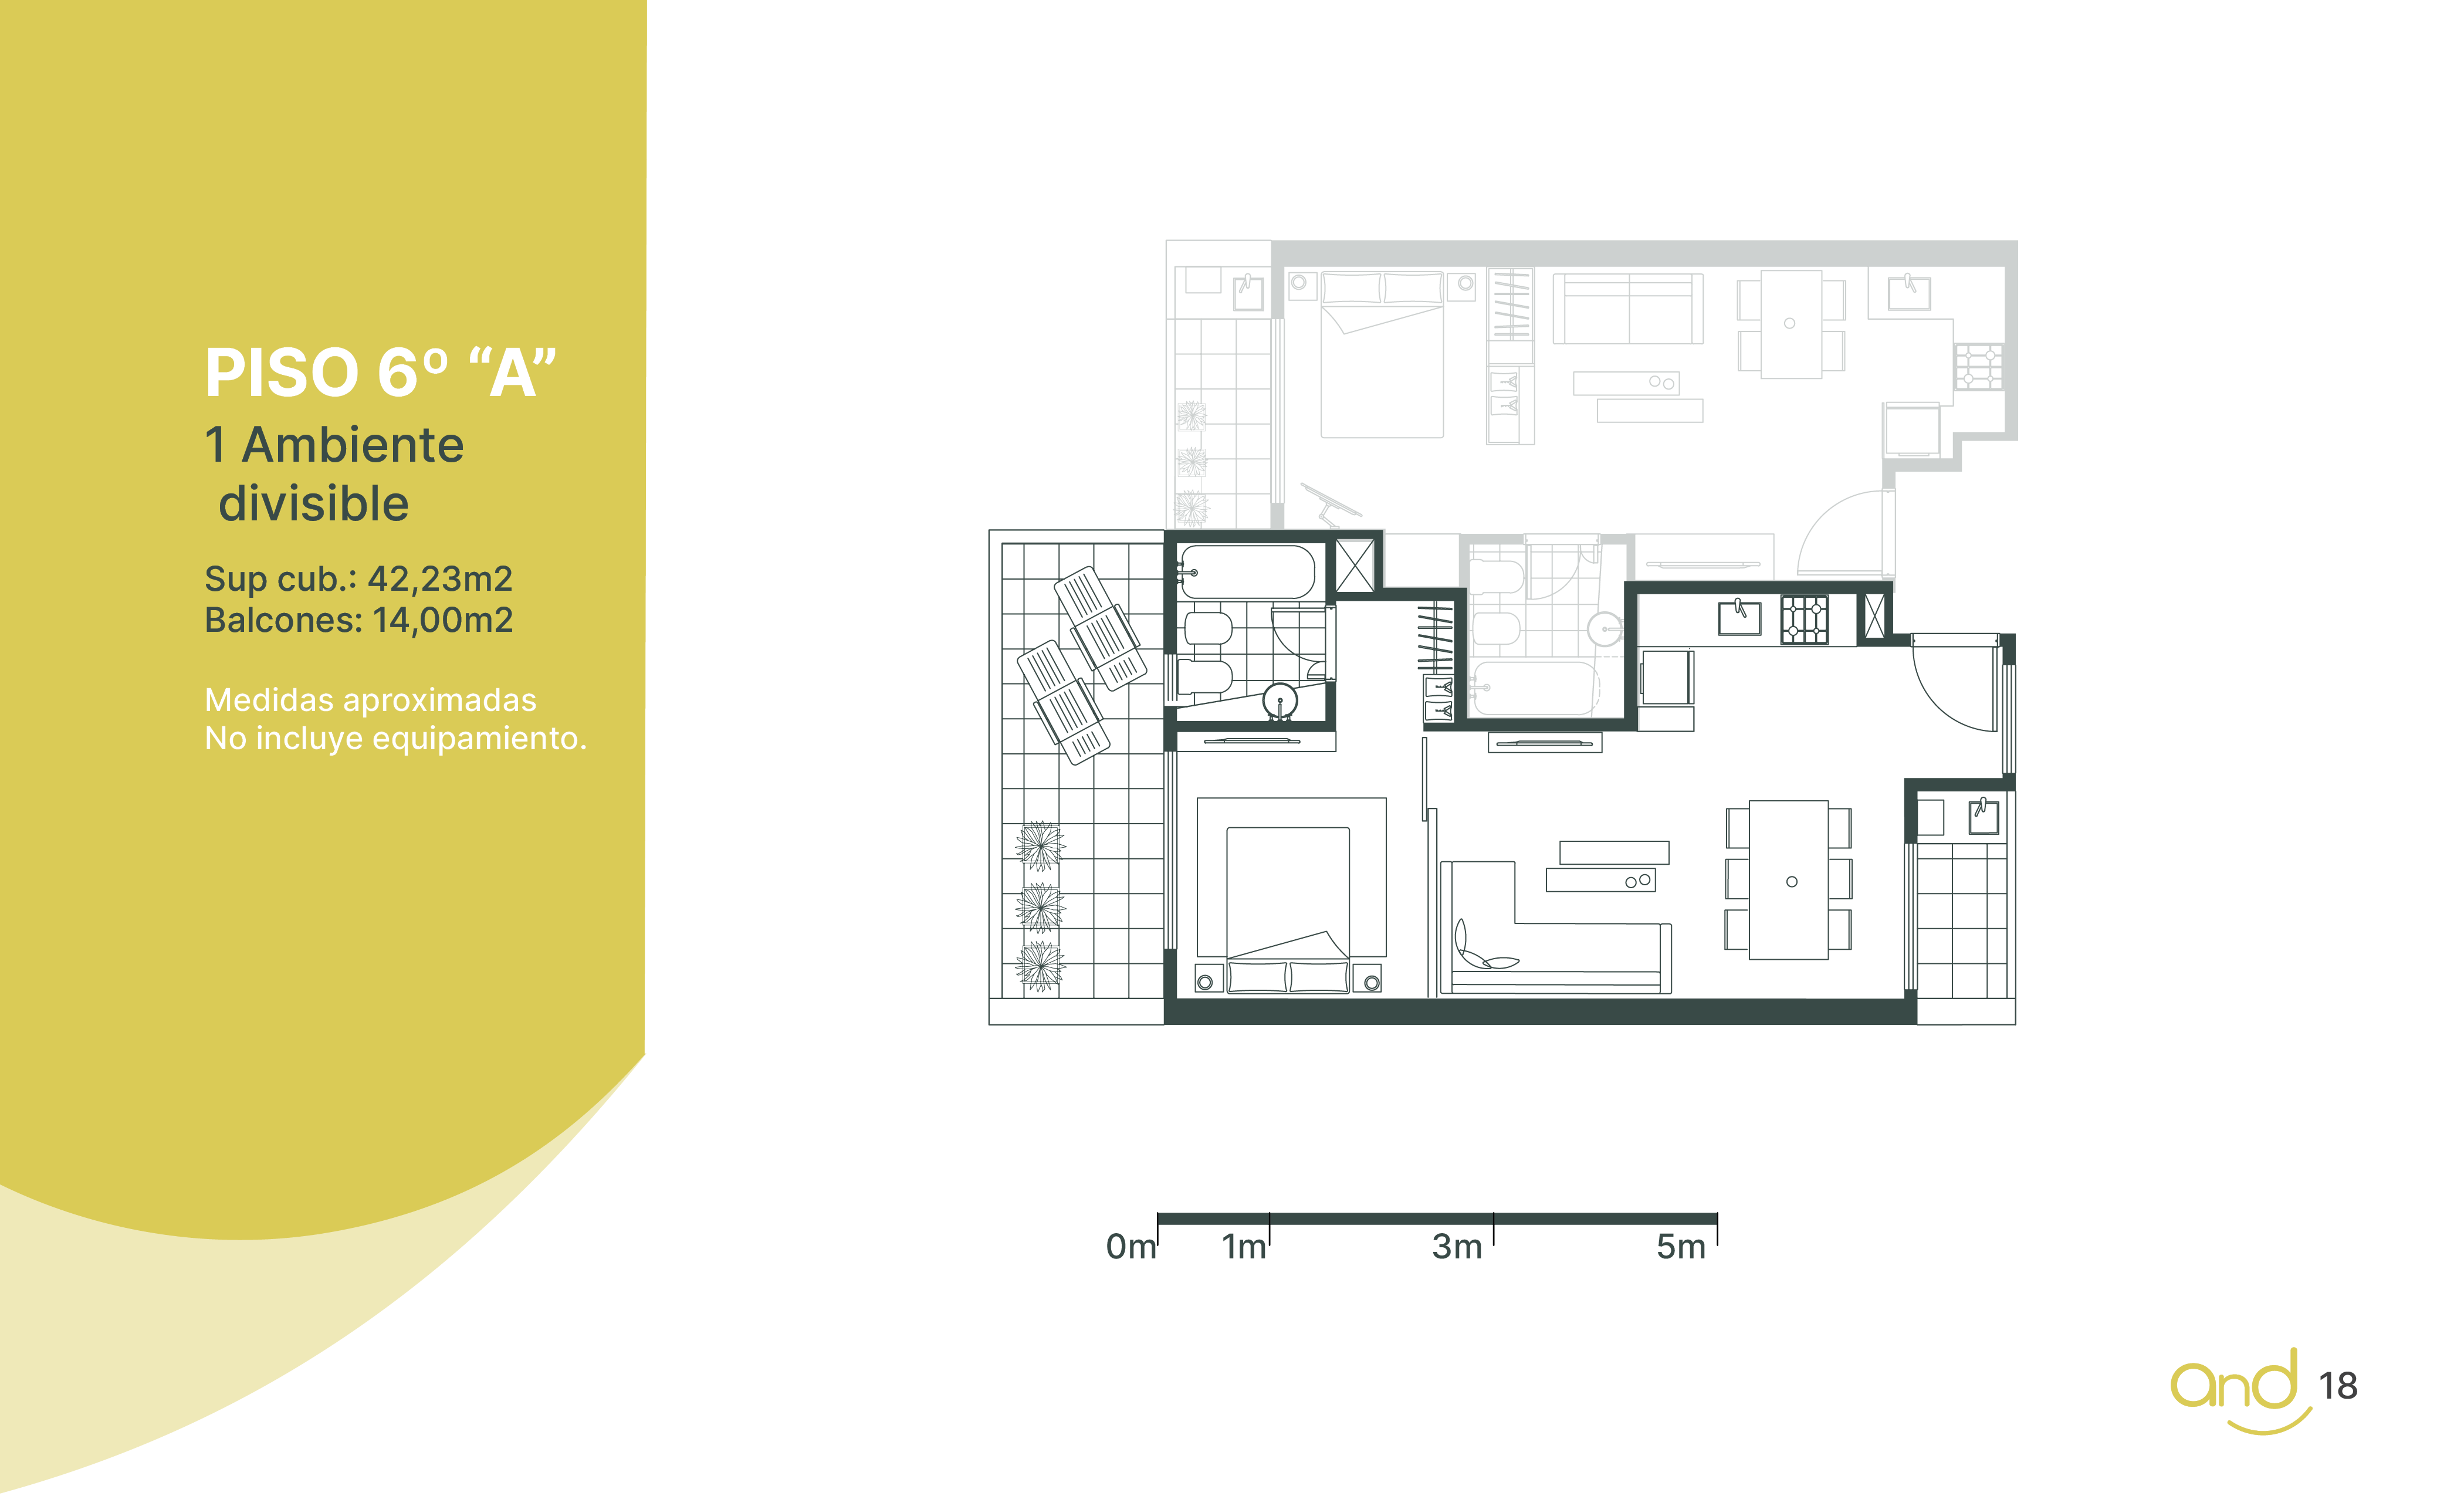 PISO 6º “A”
1 Ambiente
divisible
Sup cub.: 42,23m2
Balcones: 14,00m2
Medidas aproximadas
No incluye equipamiento.
0m 1m 3m 5m
and 18